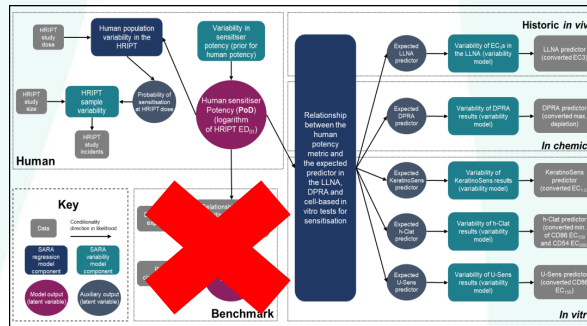 HRIPT
study dose
Human population
variability in the
HRIPT
Variability in
sensitiser
potency (prior for
human potency)
HRIPT
study size
HRIPT
sample
variability
Probability of
sensitisation
at HRIPT dose
Human sensitiser
Potency (PoD)
(logarithm
of HRIPT ED01)
HRIPT
study
incidents
Human
Key
Data
Conditionality
direction in likelihood
SARA
regression
model
component
SARA
variability
model
component
Model output
(latent variable)
Auxiliary output
(latent variable)
Benchmark
Relationship
between the
human
potency
metric and
the expected
predictor in
the LLNA,
DPRA and
cell-based in
vitro tests for
sensitisation
Historic in vivo
Expected
LLNA
predictor
Variability of EC3s in
the LLNA (variability
model)
LLNA
predictor
(converted EC3)
Expected
DPRA
predictor
Variability of DPRA
results (variability
model)
DPRA
predictor
(converted max.
depletion)
In chemico
Expected
KeratinoSens
predictor
Variability of
KeratinoSens results
(variability model)
KeratinoSens
predictor
(converted
Expected
h-Clat
predictor
Variability of h-Clat
results (variability
model)
h-Clat predictor
(converted min.
of CD86 EC150
and CD54 EC200)
Expected
U-Sens
predictor
Variability of U-Sens
results (variability
model)
U-Sens predictor
(converted CD86
EC150)
In vitro